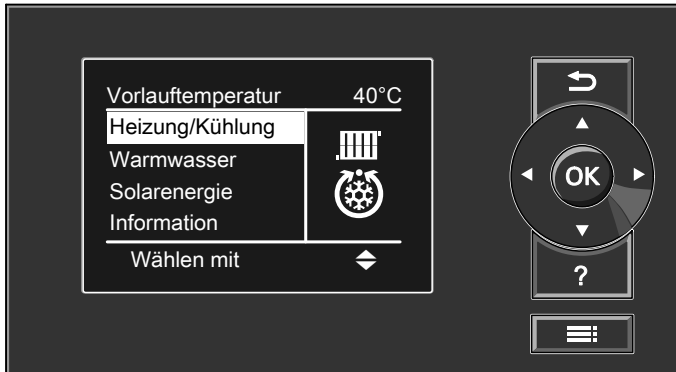 Vorlauftemperatur 40°C
Heizung/Kühlung
Warmwasser
Solarenergie
Information
Wählen mit
OK
?